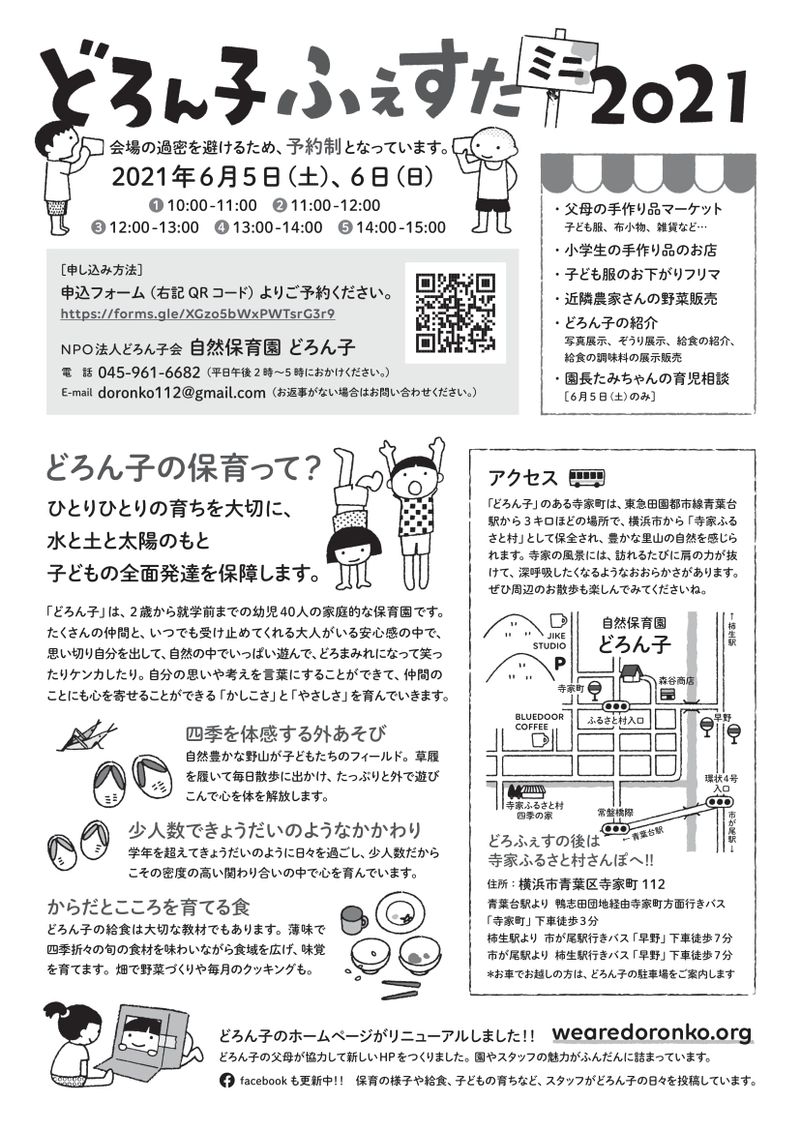 どろん子ふぇすた ミニ 2021
会場の過密を避けるため、予約制となっています。
2021年6月5日（土）、6日（日）
① 10:00-11:00 ② 11:00-12:00
③ 12:00-13:00 ④ 13:00-14:00 ⑤ 14:00-15:00
［申し込み方法］
申込フォーム（右記QRコード）よりご予約ください。
https://forms.gle/XGzo5bWxPWTsrG3r9
NPO法人どろん子会 自然保育園 どろん子
電 話 045-961-6682（平日午後2時〜5時におかけください。）
E-mail doronko112@gmail.com（お返事がない場合はお問い合わせください。）
・父母の手作り品マーケット
子ども服、布小物、雑貨など…
・小学生の手作り品のお店
・子ども服のお下がりフリマ
・近隣農家さんの野菜販売
・どろん子の紹介
写真展示、ぞうり展示、給食の紹介、
給食の調味料の展示販売
・園長たみちゃんの育児相談
［6月5日（土）のみ］
どろん子の保育って？
ひとりひとりの育ちを大切に、
水と土と太陽のもと
子どもの全面発達を保障します。
「どろん子」は、2歳から就学前までの幼児40人の家庭的な保育園です。
たくさんの仲間と、いつでも受け止めてくれる大人がいる安心感の中で、
思い切り自分を出して、自然の中でいっぱい遊んで、どろまみれになって笑っ
たりケンカしたり。自分の思いや考えを言葉にすることができて、仲間の
ことにも心を寄せることができる「かしこさ」と「やさしさ」を育んでいきます。
四季を体感する外あそび
自然豊かな野山が子どもたちのフィールド。草履
を履いて毎日散歩に出かけ、たっぷりと外で遊び
こんで心を体を解放します。
少人数できょうだいのようなかかわり
学年を超えてきょうだいのように日々を過ごし、少人数だから
こその密度の高い関わり合いの中で心を育んでいます。
からだとこころを育てる食
どろん子の給食は大切な教材でもあります。薄味で
四季折々の旬の食材を味わいながら食域を広げ、味覚
を育てます。畑で野菜づくりや毎月のクッキングも。
アクセス
「どろん子」のある寺家町は、東急田園都市線青葉台
駅から3キロほどの場所で、横浜市から「寺家ふる
さと村」として保全され、豊かな里山の自然を感じら
れます。寺家の風景には、訪れるたびに肩の力が抜
けて、深呼吸したくなるようなおおらかさがあります。
ぜひ周辺のお散歩も楽しんでみてくださいね。
JIKE
STUDIO
P
自然保育園
どろん子
↑柿生駅
寺家町
森谷商店
ふるさと村入口
早野
BLUEDOOR
COFFEE
寺家ふるさと村
四季の家
常盤橋際
環状4号
入口
←青葉台駅
市が尾駅↓
どろふぇすの後は
寺家ふるさと村さんぽへ!!
住所：横浜市青葉区寺家町112
青葉台駅より 鴨志田団地経由寺家町方面行きバス
「寺家町」下車徒歩3分
柿生駅より 市が尾駅行きバス「早野」下車徒歩7分
市が尾駅より 柿生駅行きバス「早野」下車徒歩7分
＊お車でお越しの方は、どろん子の駐車場をご案内します
どろん子のホームページがリニューアルしました!! wearedoronko.org
どろん子の父母が協力して新しいHPをつくりました。園やスタッフの魅力がふんだんに詰まっています。
facebookも更新中!! 保育の様子や給食、子どもの育ちなど、スタッフがどろん子の日々を投稿しています。